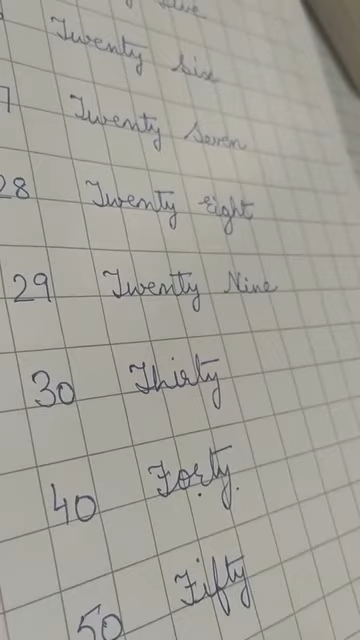 Twenty Six
7 Twenty Seven
28 Twenty Eight
29 Twenty Nine
30 Thirty
40 Forty
50 Fifty